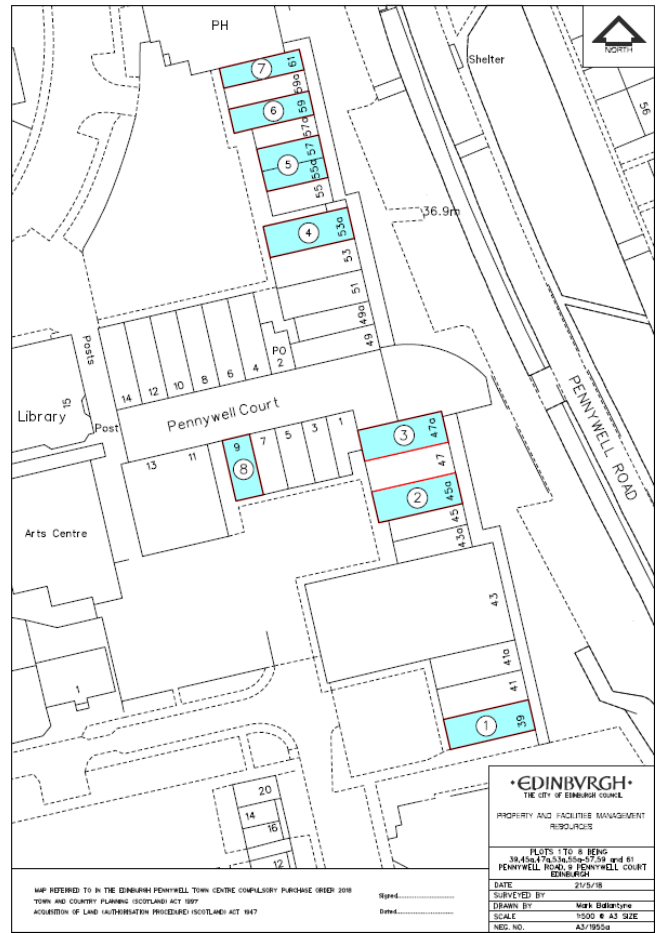 PH
NORTH
Shelter
7
61
59a
6
59
57a
56
5
57
55a
55
36.9m
4
53a
53
51
49a
49
Posts
PO
2
4
6
8
10
12
14
Library
15
Post
Pennywell Court
PENNYWELL ROAD
1
3
5
7
9
8
11
13
3
47a
47
2
45a
45
43a
Arts Centre
43
41a
41
1
39
1
20
14
16
12
·EDINBVRGH·
THE CITY OF EDINBURGH COUNCIL
PROPERTY AND FACILITIES MANAGEMENT
RESOURCES
PLOTS 1 TO 8 BEING
39,45a,47a,53a,55a-57,59 and 61
PENNYWELL ROAD, 9 PENNYWELL COURT
EDINBURGH
DATE 21/5/18
SURVEYED BY
DRAWN BY Mark Ballantyne
SCALE 1:500 @ A3 SIZE
NEG. NO. A3/1955a
MAP REFERRED TO IN THE EDINBURGH PENNYWELL TOWN CENTRE COMPULSORY PURCHASE ORDER 2018
TOWN AND COUNTRY PLANNING (SCOTLAND) ACT 1997
ACQUISITION OF LAND (AUTHORISATION PROCEDURE) (SCOTLAND) ACT 1947
Signed
Dated